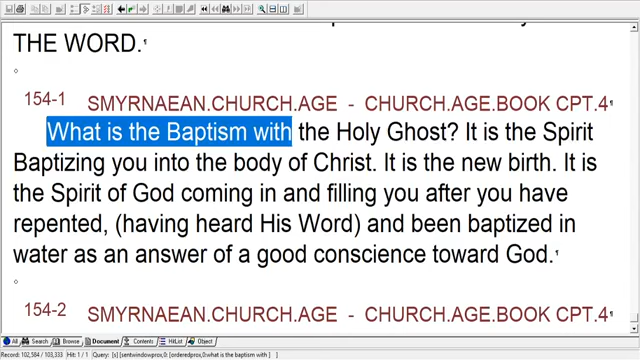 THE WORD.¶
154-1 SMYRNAEAN.CHURCH.AGE - CHURCH.AGE.BOOK CPT.4¶
What is the Baptism with the Holy Ghost? It is the Spirit
Baptizing you into the body of Christ. It is the new birth. It is
the Spirit of God coming in and filling you after you have
repented, (having heard His Word) and been baptized in
water as an answer of a good conscience toward God.¶
154-2 SMYRNAEAN.CHURCH.AGE - CHURCH.AGE.BOOK CPT.4¶
All Search Browse Document Contents HitList Object
Record: 102,584 / 103,333 Hit: 1 / 1 Query: [s] [sentwindowprox,0: [orderedprox,0:what is the baptism with ] ]